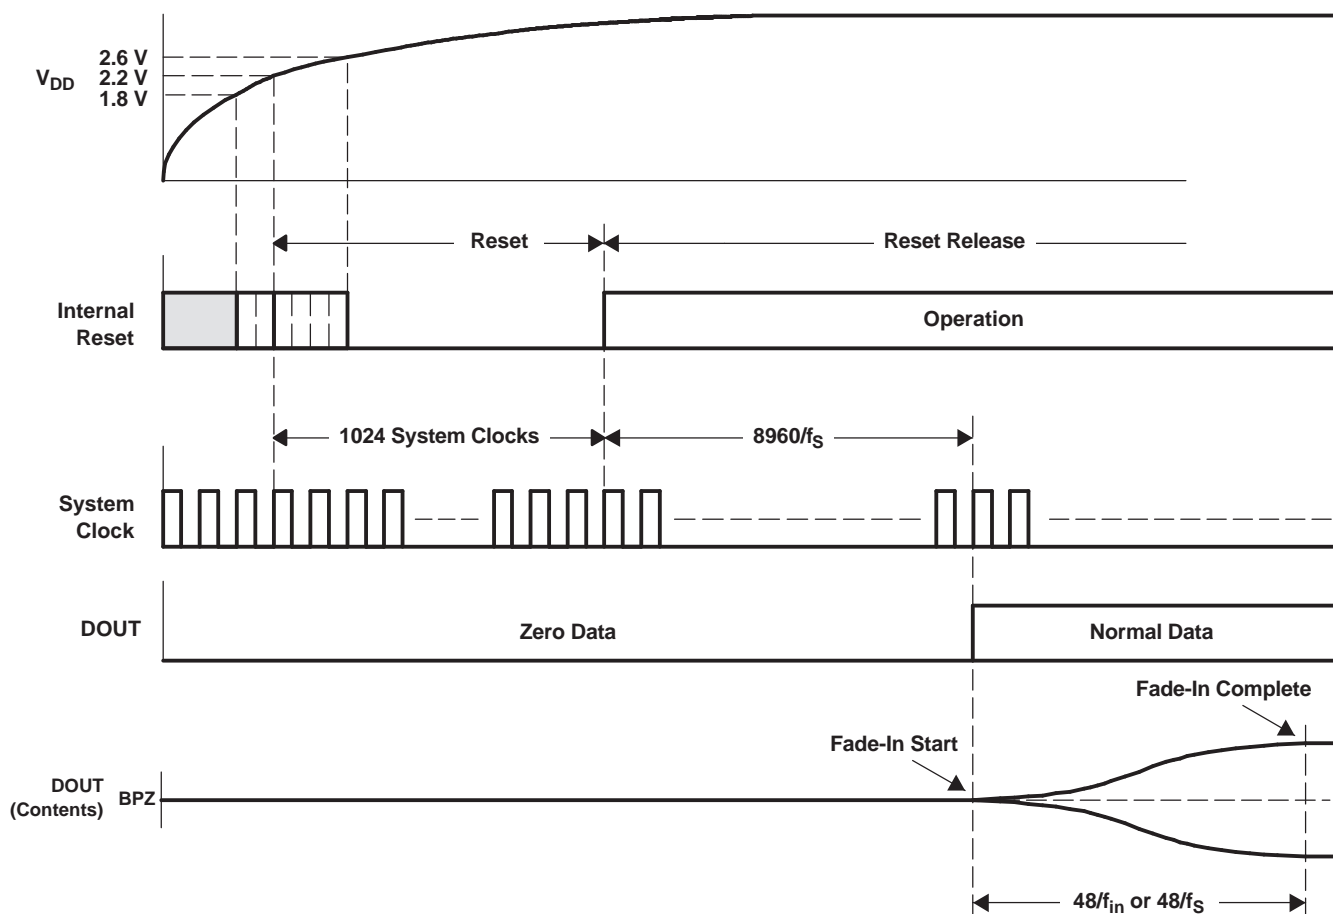 2.6 V
V_DD 2.2 V
1.8 V
Reset
Reset Release
Internal
Reset
Operation
1024 System Clocks
8960/f_S
System
Clock
DOUT
Zero Data
Normal Data
Fade-In Complete
Fade-In Start
DOUT
(Contents)
BPZ
48/f_in or 48/f_S